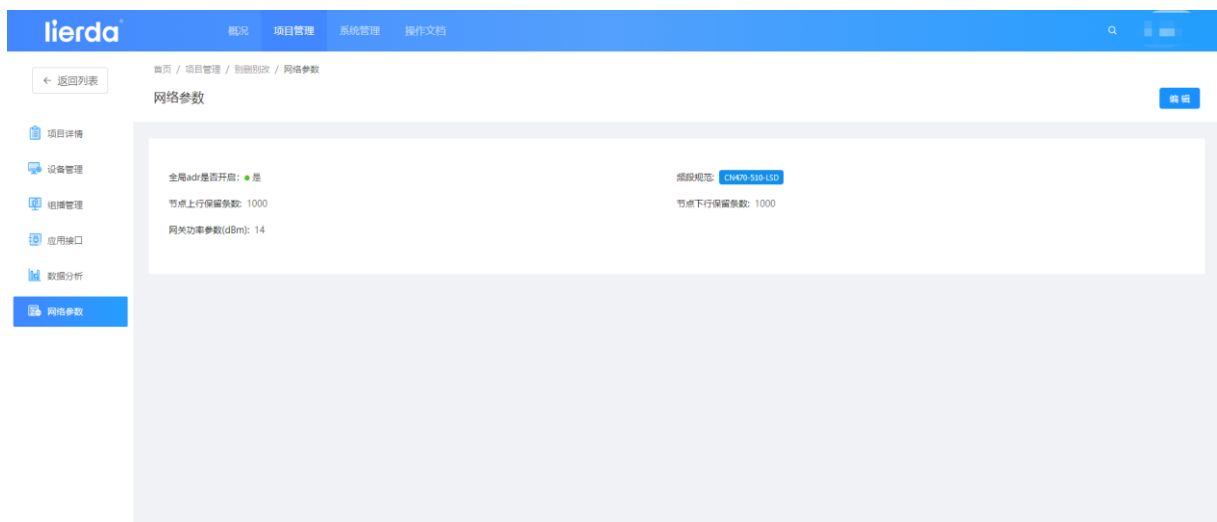 lierda
概况 项目管理 系统管理 操作文档
← 返回列表
首页 / 项目管理 / 别删别改 / 网络参数
网络参数
编辑
项目详情
设备管理
组播管理
应用接口
数据分析
网络参数
全局adr是否开启: 是
频段规范: CN470-510-LSD
节点上行保留条数: 1000
节点下行保留条数: 1000
网关功率参数(dBm): 14